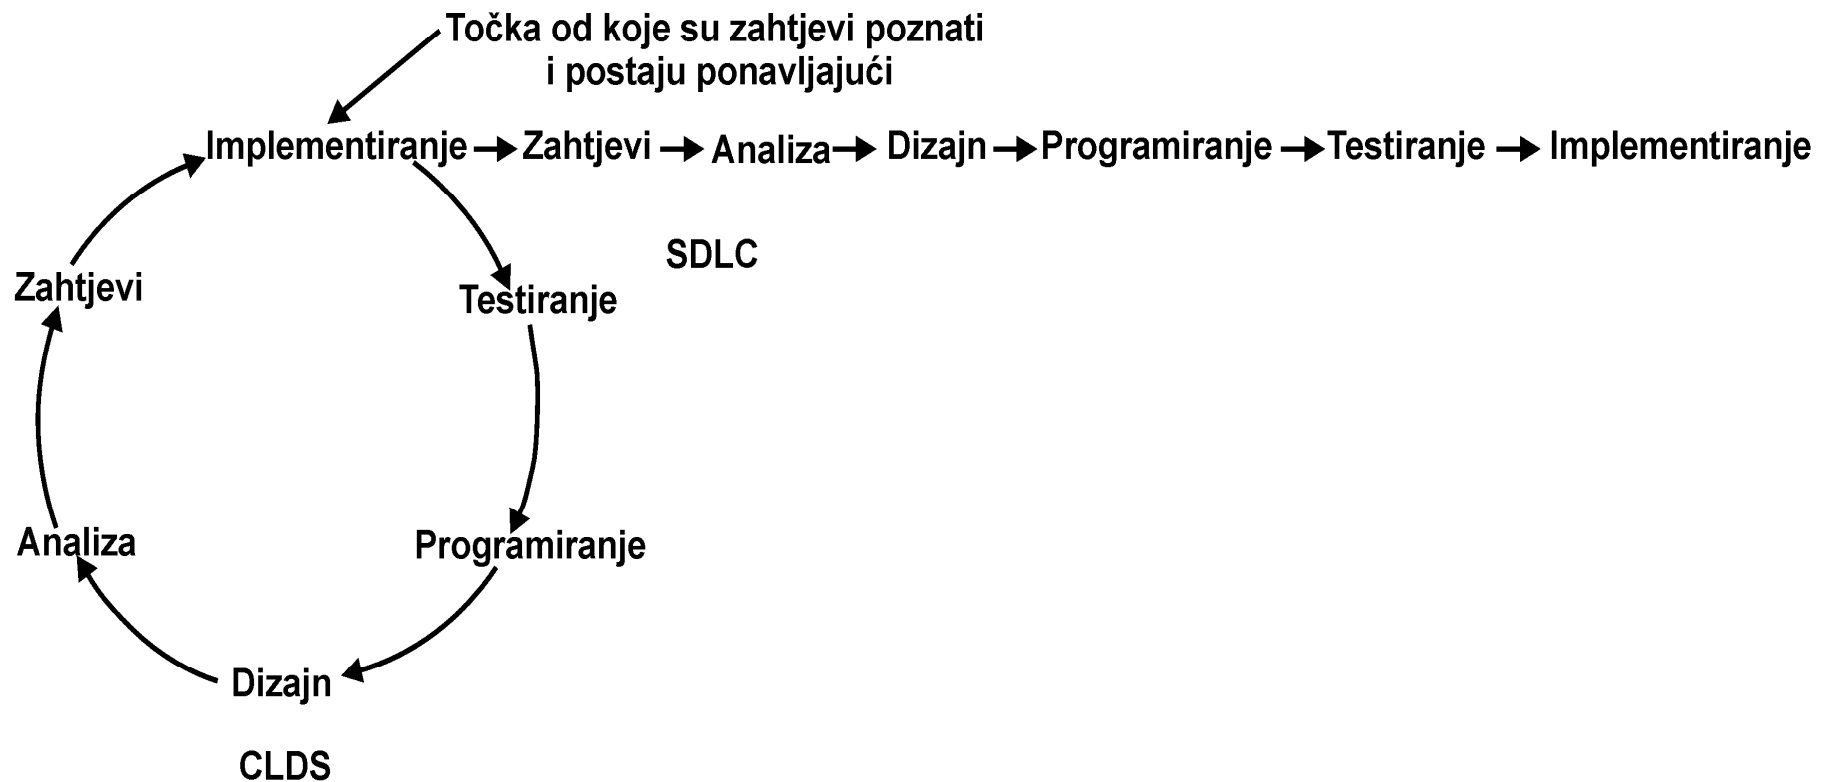 Točka od koje su zahtjevi poznati
i postaju ponavljajući
Implementiranje Zahtjevi Analiza Dizajn Programiranje Testiranje Implementiranje
SDLC
Zahtjevi
Testiranje
Analiza
Programiranje
Dizajn
CLDS